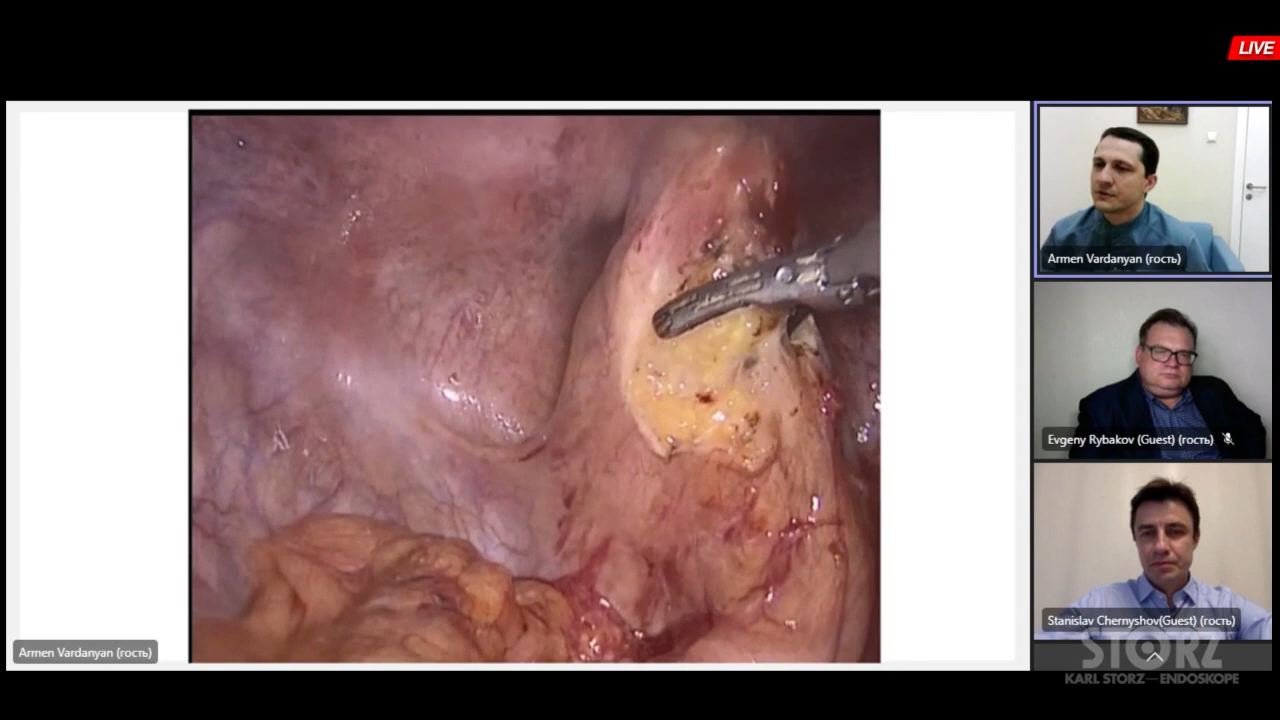 LIVE
Armen Vardanyan (гость)
Evgeny Rybakov (Guest) (гость)
Stanislav Chernyshov(Guest) (гость)
Armen Vardanyan (гость)
STORZ
KARL STORZ—ENDOSKOPE